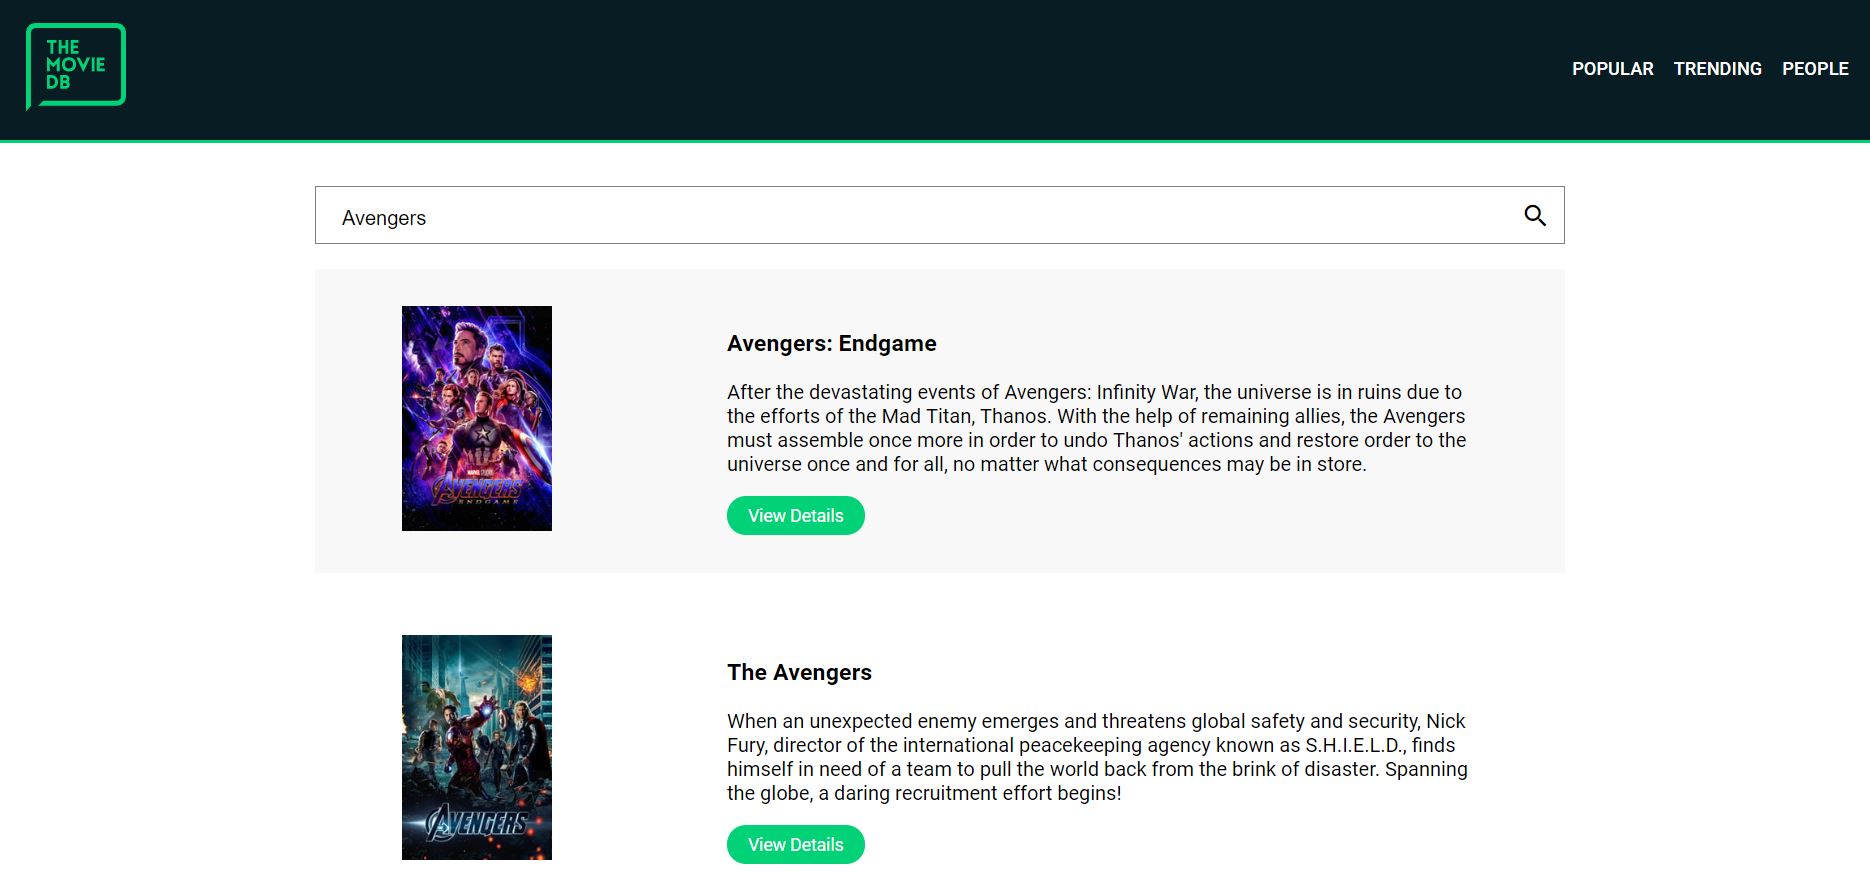 THE
MOVIE
DB
POPULAR TRENDING PEOPLE
Avengers
MARVEL STUDIOS
AVENGERS
ENDGAME
Avengers: Endgame
After the devastating events of Avengers: Infinity War, the universe is in ruins due to
the efforts of the Mad Titan, Thanos. With the help of remaining allies, the Avengers
must assemble once more in order to undo Thanos' actions and restore order to the
universe once and for all, no matter what consequences may be in store.
View Details
AVENGERS
The Avengers
When an unexpected enemy emerges and threatens global safety and security, Nick
Fury, director of the international peacekeeping agency known as S.H.I.E.L.D., finds
himself in need of a team to pull the world back from the brink of disaster. Spanning
the globe, a daring recruitment effort begins!
View Details